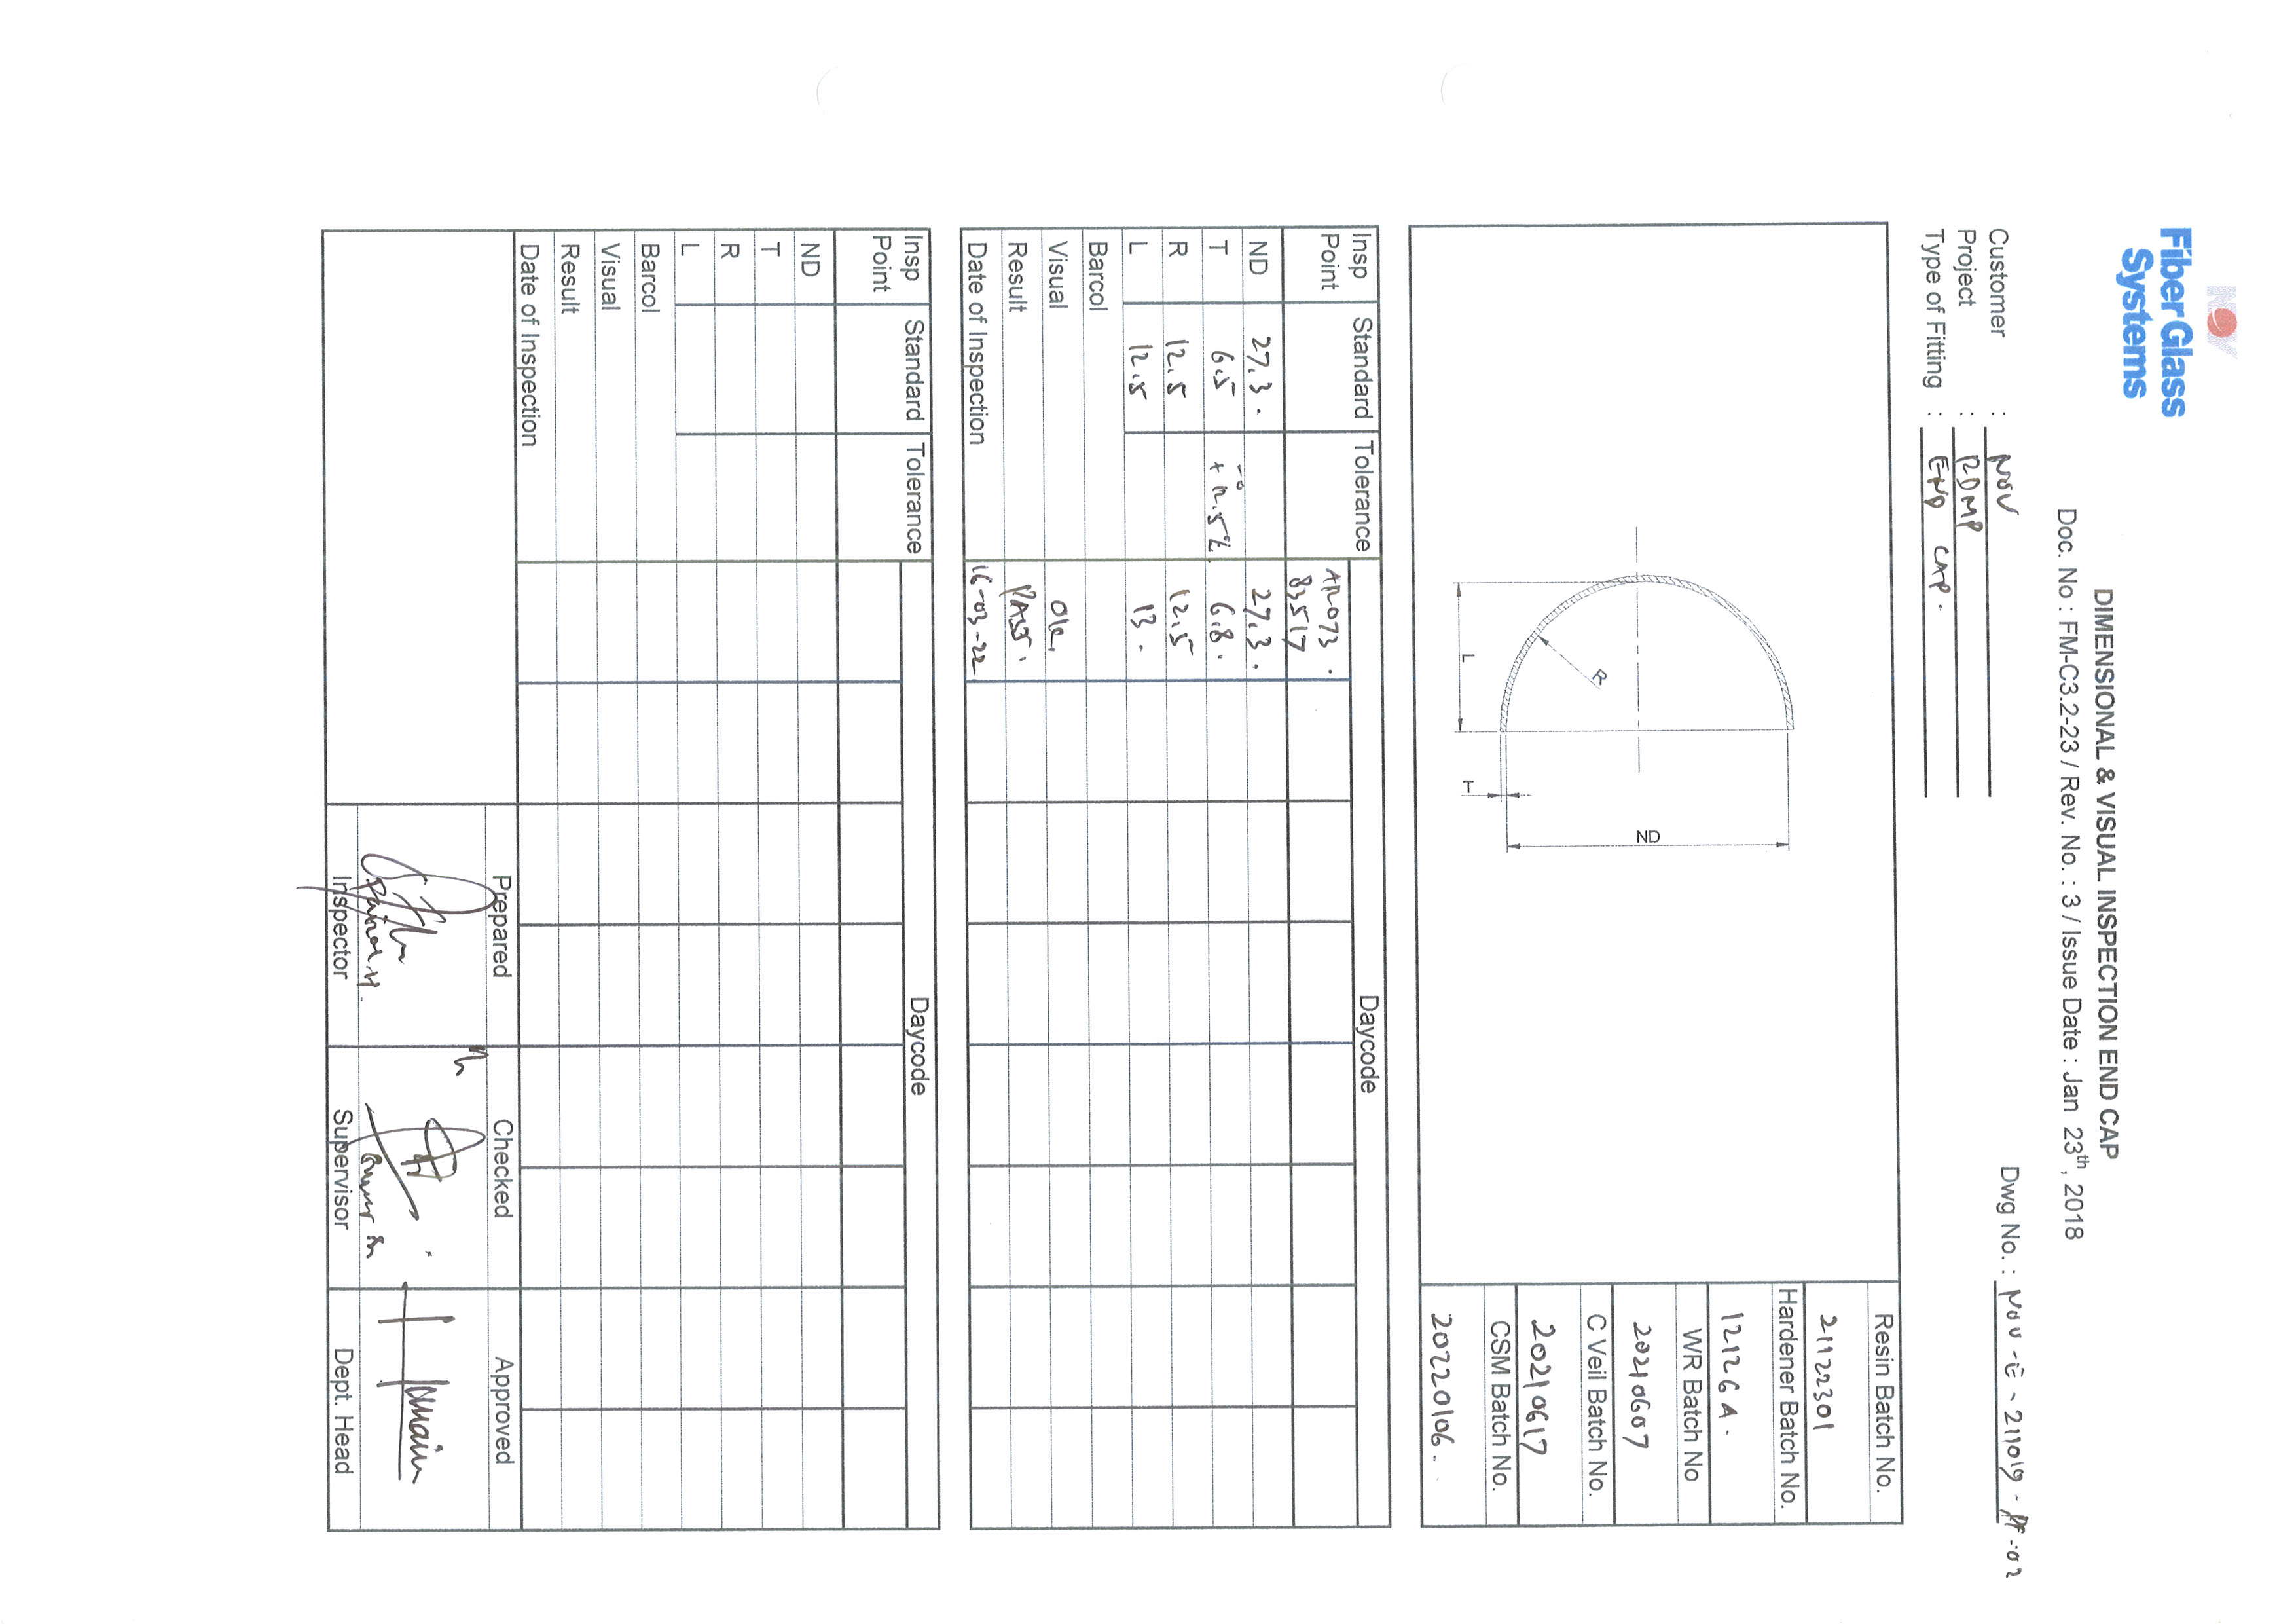 NOV
Fiber Glass
Systems
DIMENSIONAL & VISUAL INSPECTION END CAP
Doc. No : FM-C3.2-23 / Rev. No. : 3 / Issue Date : Jan 23th, 2018
Customer : NOV
Dwg No. : NOV-E-211019-PF-02
Project : RDMP
Type of Fitting : END CAP.
Resin Batch No.
21122301
Hardener Batch No.
12126A.
WR Batch No
20210607
C Veil Batch No.
20210617
CSM Batch No.
20220106.
ND
R
L
T
Insp Point Standard Tolerance Daycode
AR073
83517
ND 27.3. 27.3.
T 6.5 -0 +12.5% 6.8.
R 12.5 12.5
L 12.5 13.
Barcol
Visual Ok.
Result PASS.
Date of Inspection 16-03-22
Insp Point Standard Tolerance Daycode
ND
T
R
L
Barcol
Visual
Result
Date of Inspection
Prepared Checked Approved
Inspector Supervisor Dept. Head